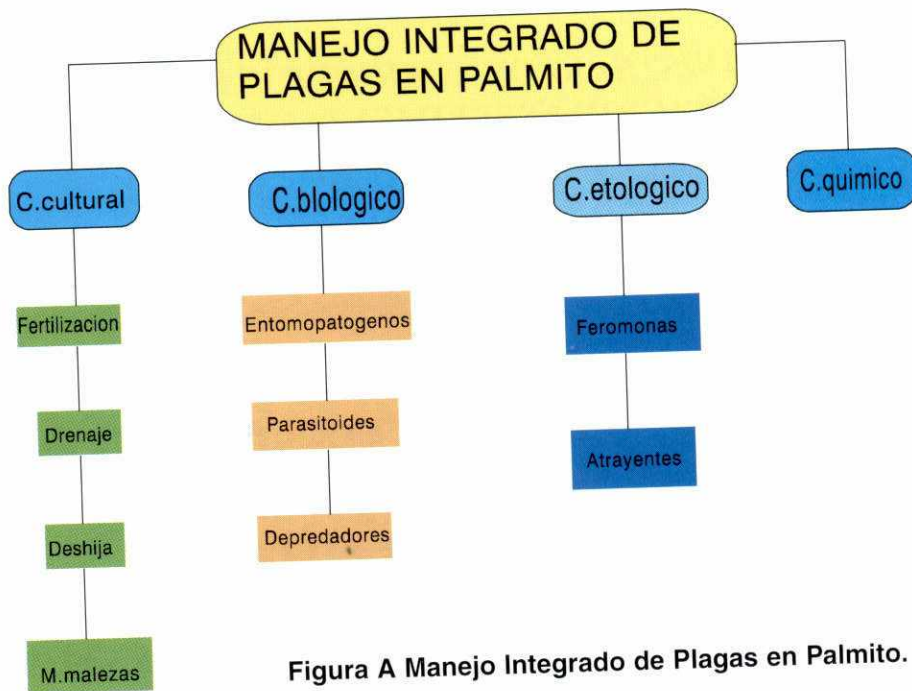 MANEJO INTEGRADO DE
PLAGAS EN PALMITO
C.cultural
C.blologico
C.etologico
C.quimico
Fertilizacion
Entomopatogenos
Feromonas
Drenaje
Parasitoides
Atrayentes
Deshija
Depredadores
M.malezas
Figura A Manejo Integrado de Plagas en Palmito.